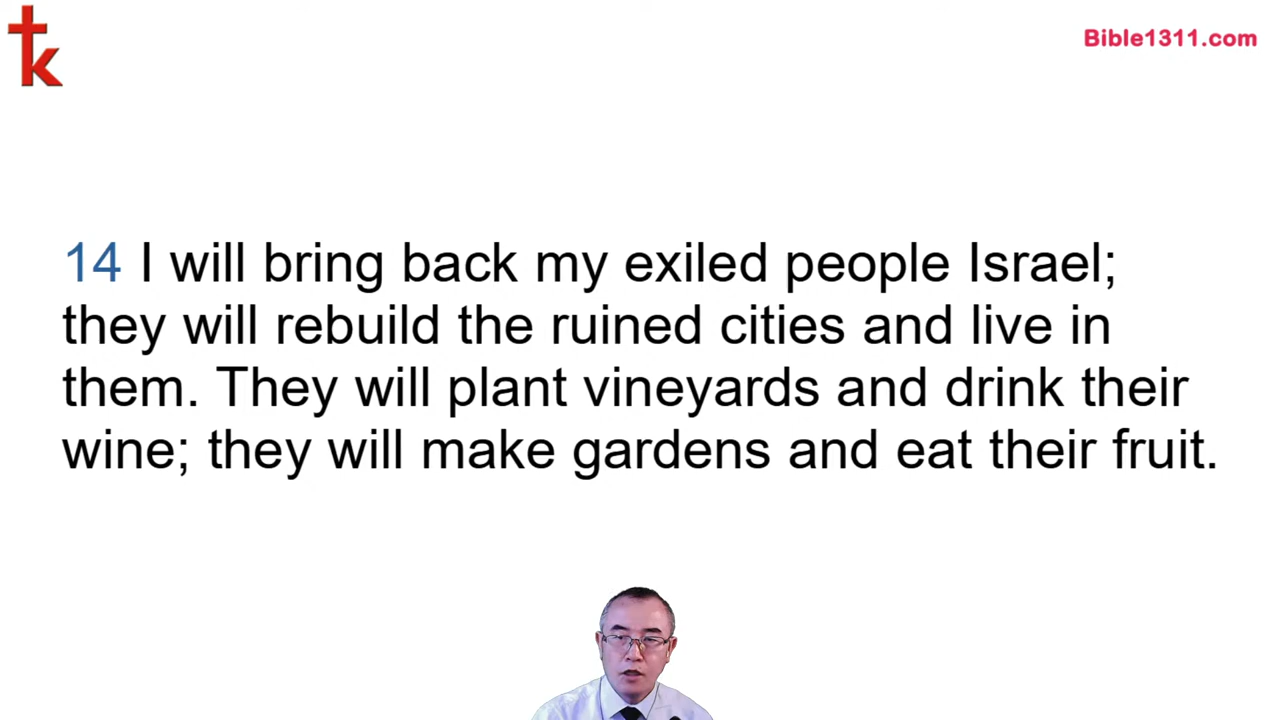 tk
Bible1311.com
14 I will bring back my exiled people Israel;
they will rebuild the ruined cities and live in
them. They will plant vineyards and drink their
wine; they will make gardens and eat their fruit.